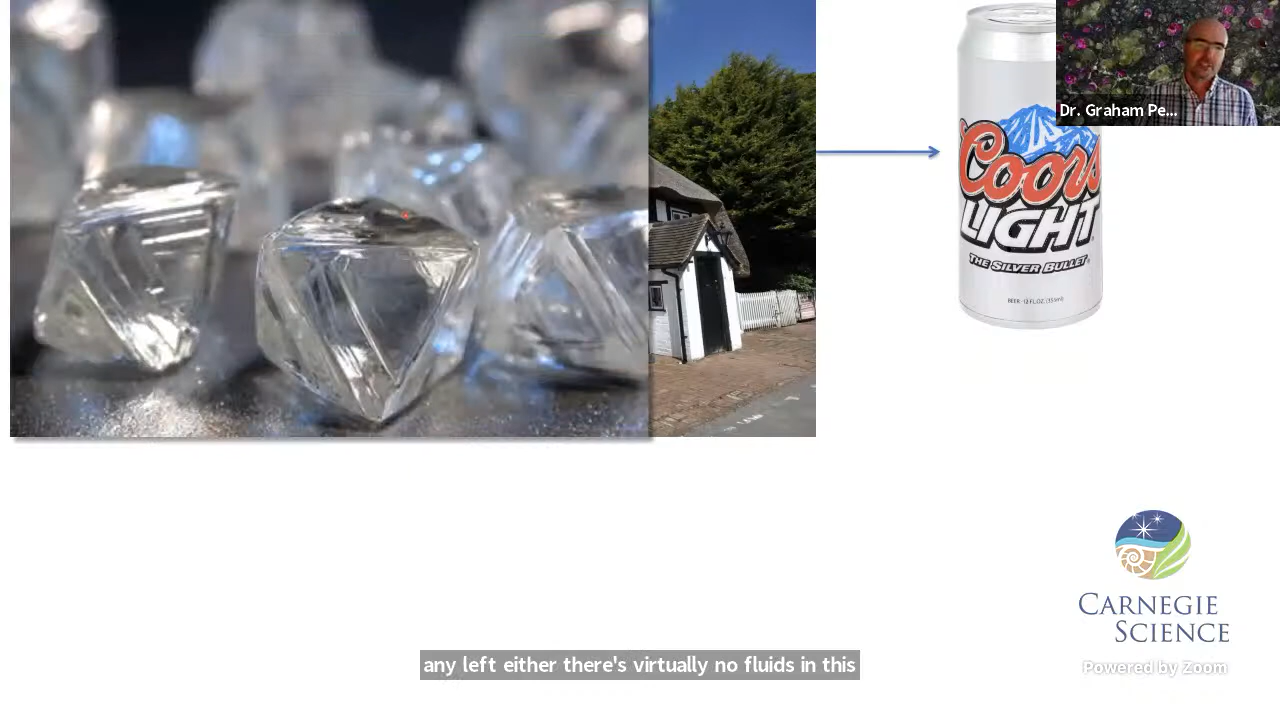 Dr. Graham Pe...
Coors
LIGHT
THE SILVER BULLET
CARNEGIE
SCIENCE
any left either there's virtually no fluids in this
Powered by Zoom